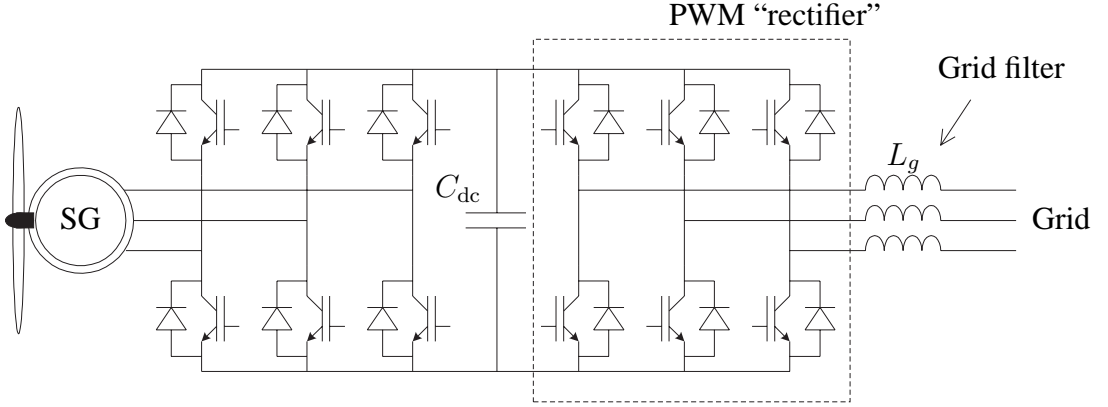 PWM “rectifier”
Grid filter
L_g
C_dc
SG
Grid